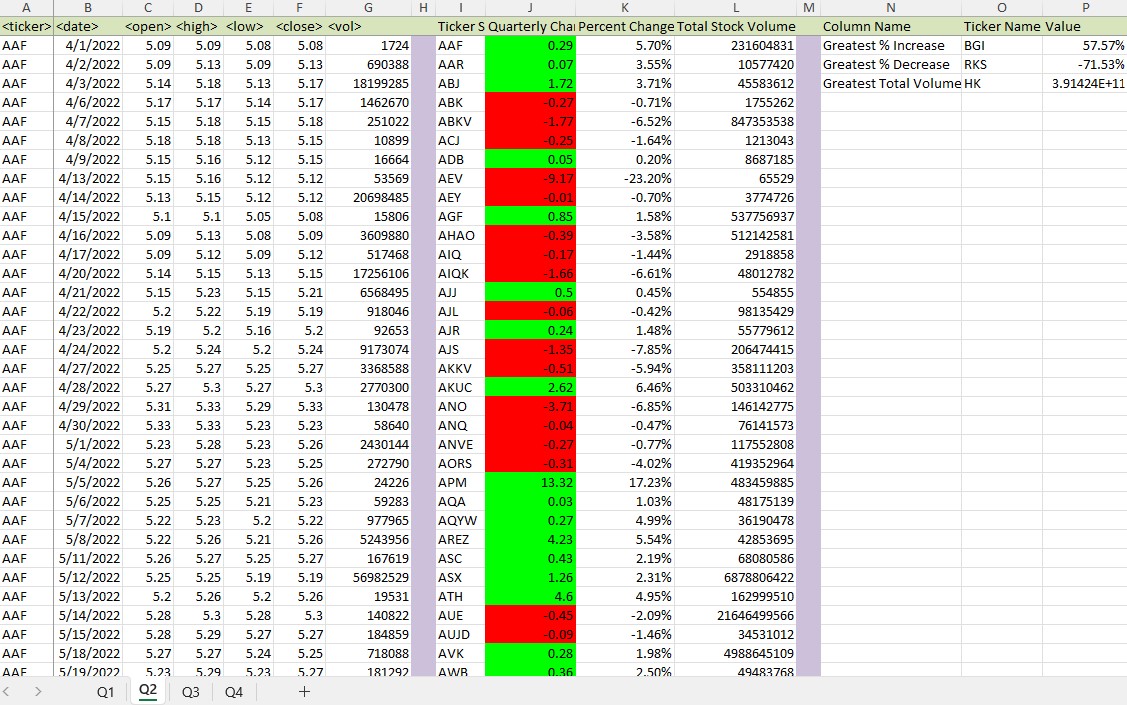 A B C D E F G H I J K L M N O P
<ticker> <date> <open> <high> <low> <close> <vol> Ticker S Quarterly Cha Percent Change Total Stock Volume Column Name Ticker Name Value
AAF 4/1/2022 5.09 5.09 5.08 5.08 1724 AAF 0.29 5.70% 231604831 Greatest % Increase BGI 57.57%
AAF 4/2/2022 5.09 5.13 5.09 5.13 690388 AAR 0.07 3.55% 10577420 Greatest % Decrease RKS -71.53%
AAF 4/3/2022 5.14 5.18 5.13 5.17 18199285 ABJ 1.72 3.71% 45583612 Greatest Total Volume HK 3.91424E+11
AAF 4/6/2022 5.17 5.17 5.14 5.17 1462670 ABK -0.27 -0.71% 1755262
AAF 4/7/2022 5.15 5.18 5.15 5.18 251022 ABKV -1.77 -6.52% 847353538
AAF 4/8/2022 5.18 5.18 5.13 5.15 10899 ACJ -0.25 -1.64% 1213043
AAF 4/9/2022 5.15 5.16 5.12 5.15 16664 ADB 0.05 0.20% 8687185
AAF 4/13/2022 5.15 5.16 5.12 5.12 53569 AEV -9.17 -23.20% 65529
AAF 4/14/2022 5.13 5.15 5.12 5.12 20698485 AEY -0.01 -0.70% 3774726
AAF 4/15/2022 5.1 5.1 5.05 5.08 15806 AGF 0.85 1.58% 537756937
AAF 4/16/2022 5.09 5.13 5.08 5.09 3609880 AHAO -0.39 -3.58% 512142581
AAF 4/17/2022 5.09 5.12 5.09 5.12 517468 AIQ -0.17 -1.44% 2918858
AAF 4/20/2022 5.14 5.15 5.13 5.15 17256106 AIQK -1.66 -6.61% 48012782
AAF 4/21/2022 5.15 5.23 5.15 5.21 6568495 AJJ 0.5 0.45% 554855
AAF 4/22/2022 5.2 5.22 5.19 5.19 918046 AJL -0.06 -0.42% 98135429
AAF 4/23/2022 5.19 5.2 5.16 5.2 92653 AJR 0.24 1.48% 55779612
AAF 4/24/2022 5.2 5.24 5.2 5.24 9173074 AJS -1.35 -7.85% 206474415
AAF 4/27/2022 5.25 5.27 5.25 5.27 3368588 AKKV -0.51 -5.94% 358111203
AAF 4/28/2022 5.27 5.3 5.27 5.3 2770300 AKUC 2.62 6.46% 503310462
AAF 4/29/2022 5.31 5.33 5.29 5.33 130478 ANO -3.71 -6.85% 146142775
AAF 4/30/2022 5.33 5.33 5.23 5.23 58640 ANQ -0.04 -0.47% 76141573
AAF 5/1/2022 5.23 5.28 5.23 5.26 2430144 ANVE -0.27 -0.77% 117552808
AAF 5/4/2022 5.27 5.27 5.23 5.25 272790 AORS -0.31 -4.02% 419352964
AAF 5/5/2022 5.26 5.27 5.25 5.26 24226 APM 13.32 17.23% 483459885
AAF 5/6/2022 5.25 5.25 5.21 5.23 59283 AQA 0.03 1.03% 48175139
AAF 5/7/2022 5.22 5.23 5.2 5.22 977965 AQYW 0.27 4.99% 36190478
AAF 5/8/2022 5.22 5.26 5.21 5.26 5243956 AREZ 4.23 5.54% 42853695
AAF 5/11/2022 5.26 5.27 5.25 5.27 167619 ASC 0.43 2.19% 68080586
AAF 5/12/2022 5.25 5.25 5.19 5.19 56982529 ASX 1.26 2.31% 6878806422
AAF 5/13/2022 5.2 5.26 5.2 5.26 19531 ATH 4.6 4.95% 162999510
AAF 5/14/2022 5.28 5.3 5.28 5.3 140822 AUE -0.45 -2.09% 21646499566
AAF 5/15/2022 5.28 5.29 5.27 5.27 184859 AUJD -0.09 -1.46% 34531012
AAF 5/18/2022 5.27 5.27 5.24 5.25 718088 AVK 0.28 1.98% 4988645109
AAF 5/19/2022 5.23 5.29 5.23 5.27 181292 AWB 0.36 2.50% 49483768
Q1 Q2 Q3 Q4 +